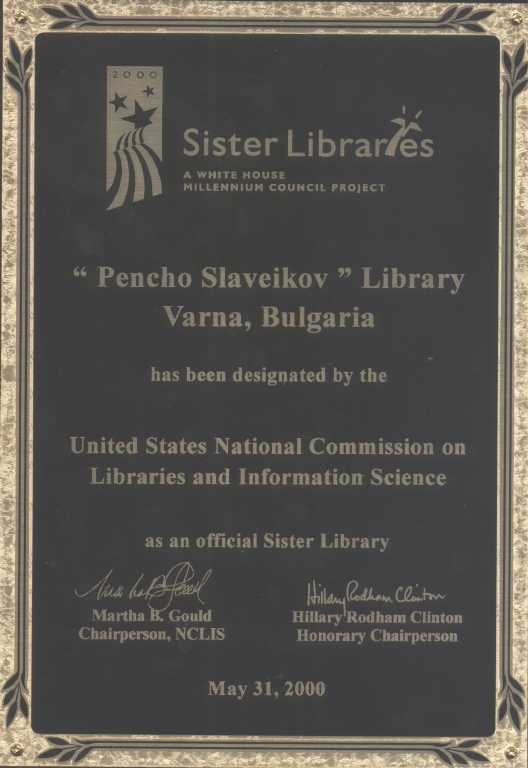 2000
Sister Libraries
A WHITE HOUSE
MILLENNIUM COUNCIL PROJECT
“ Pencho Slaveikov ” Library
Varna, Bulgaria
has been designated by the
United States National Commission on
Libraries and Information Science
as an official Sister Library
Martha B. Gould
Hillary Rodham Clinton
Martha B. Gould
Chairperson, NCLIS
Hillary Rodham Clinton
Honorary Chairperson
May 31, 2000